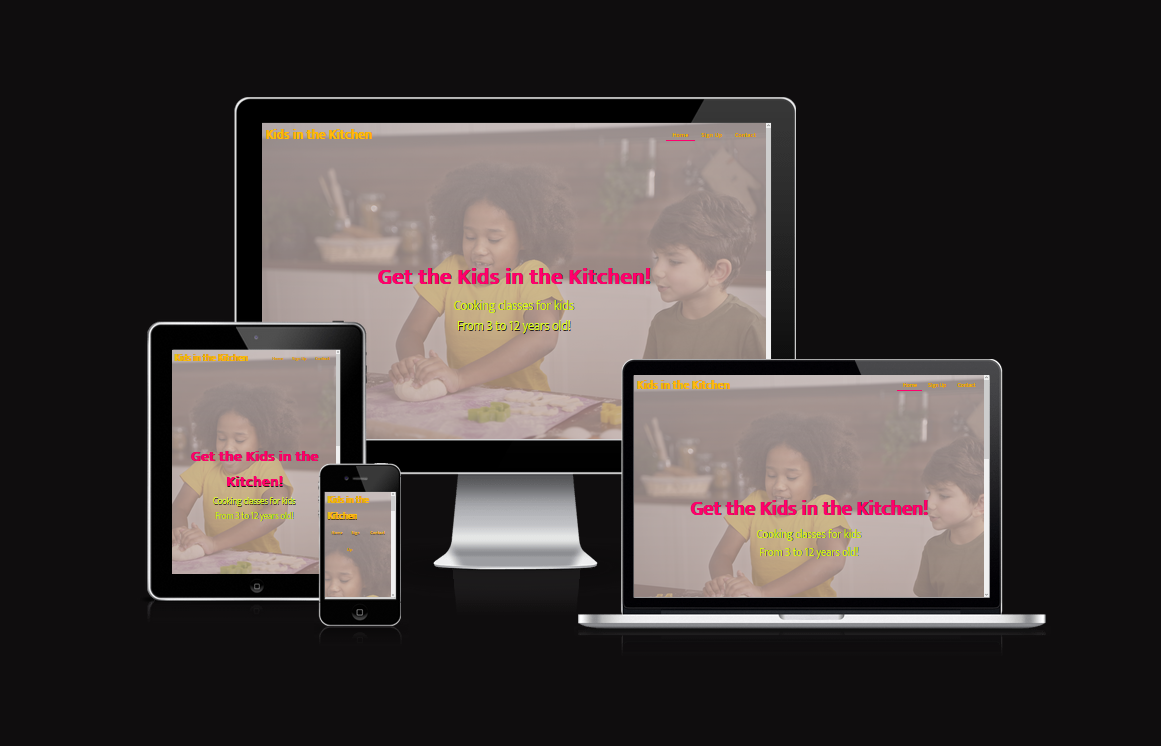 Kids in the Kitchen
Home Sign Up Contact
Get the Kids in the Kitchen!
Cooking classes for kids
From 3 to 12 years old!
Kids in the Kitchen
Home Sign Up Contact
Get the Kids in the
Kitchen!
Cooking classes for kids
From 3 to 12 years old!
Kids in the
Kitchen
Home Sign Contact
Up
Kids in the Kitchen
Home Sign Up Contact
Get the Kids in the Kitchen!
Cooking classes for kids
From 3 to 12 years old!